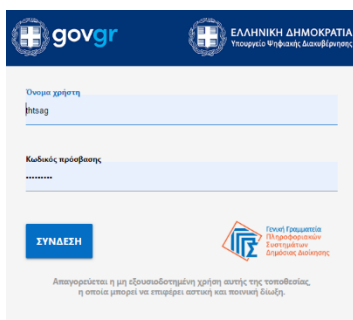 govgr
ΕΛΛΗΝΙΚΗ ΔΗΜΟΚΡΑΤΙΑ
Υπουργείο Ψηφιακής Διακυβέρνησης
Όνομα χρήστη
thtsag
Κωδικός πρόσβασης
•••••••••
ΣΥΝΔΕΣΗ
Γενική Γραμματεία
Πληροφοριακών
Συστημάτων
Δημόσιας Διοίκησης
Απαγορεύεται η μη εξουσιοδοτημένη χρήση αυτής της τοποθεσίας,
η οποία μπορεί να επιφέρει αστική και ποινική δίωξη.